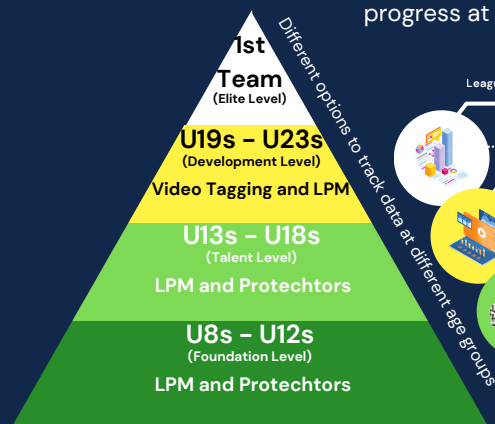 progress at
1st
Team
(Elite Level)
Different options to track data at different age groups
Leagu
U19s - U23s
(Development Level)
Video Tagging and LPM
U13s - U18s
(Talent Level)
LPM and Protechtors
U8s - U12s
(Foundation Level)
LPM and Protechtors